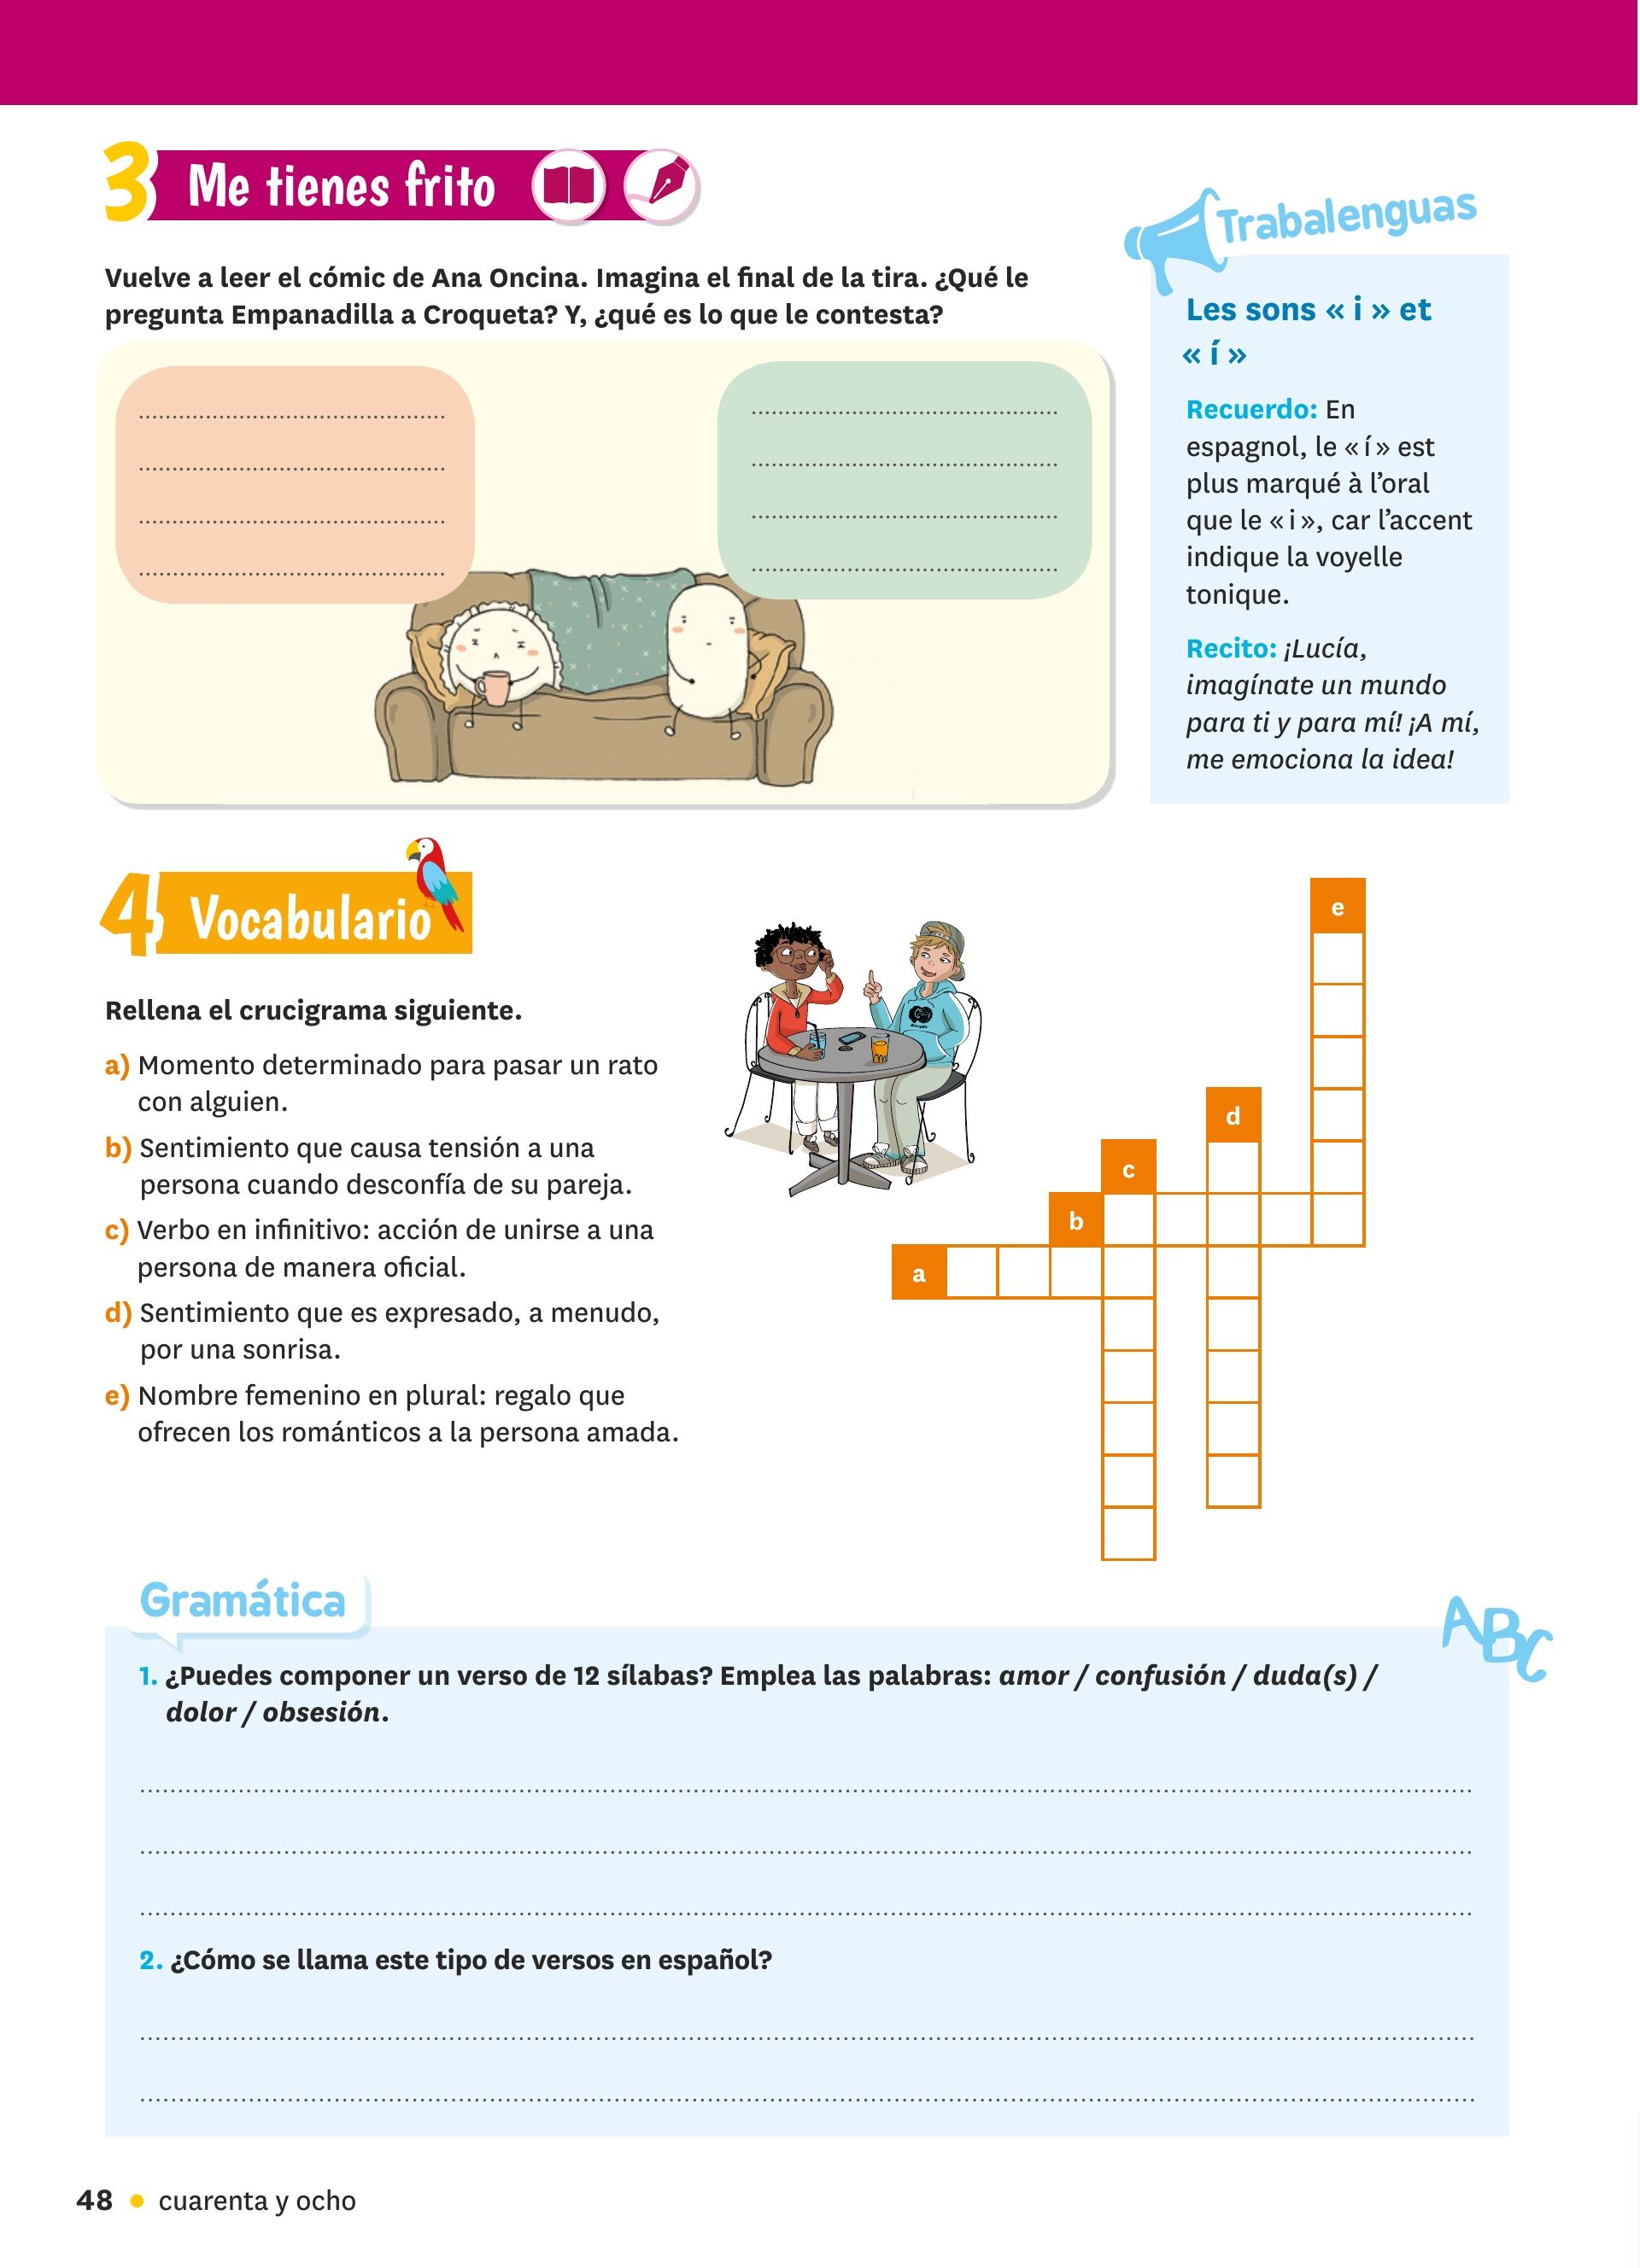 3 Me tienes frito
Vuelve a leer el cómic de Ana Oncina. Imagina el final de la tira. ¿Qué le
pregunta Empanadilla a Croqueta? Y, ¿qué es lo que le contesta?
Trabalenguas
Les sons « i » et
« í »
Recuerdo: En
espagnol, le « í » est
plus marqué à l’oral
que le « i », car l’accent
indique la voyelle
tonique.
Recito: ¡Lucía,
imagínate un mundo
para ti y para mí! ¡A mí,
me emociona la idea!
4 Vocabulario
Rellena el crucigrama siguiente.
a) Momento determinado para pasar un rato
con alguien.
b) Sentimiento que causa tensión a una
persona cuando desconfía de su pareja.
c) Verbo en infinitivo: acción de unirse a una
persona de manera oficial.
d) Sentimiento que es expresado, a menudo,
por una sonrisa.
e) Nombre femenino en plural: regalo que
ofrecen los románticos a la persona amada.
e
d
c
b
a
Gramática
ABC
1. ¿Puedes componer un verso de 12 sílabas? Emplea las palabras: amor / confusión / duda(s) /
dolor / obsesión.
2. ¿Cómo se llama este tipo de versos en español?
48 • cuarenta y ocho